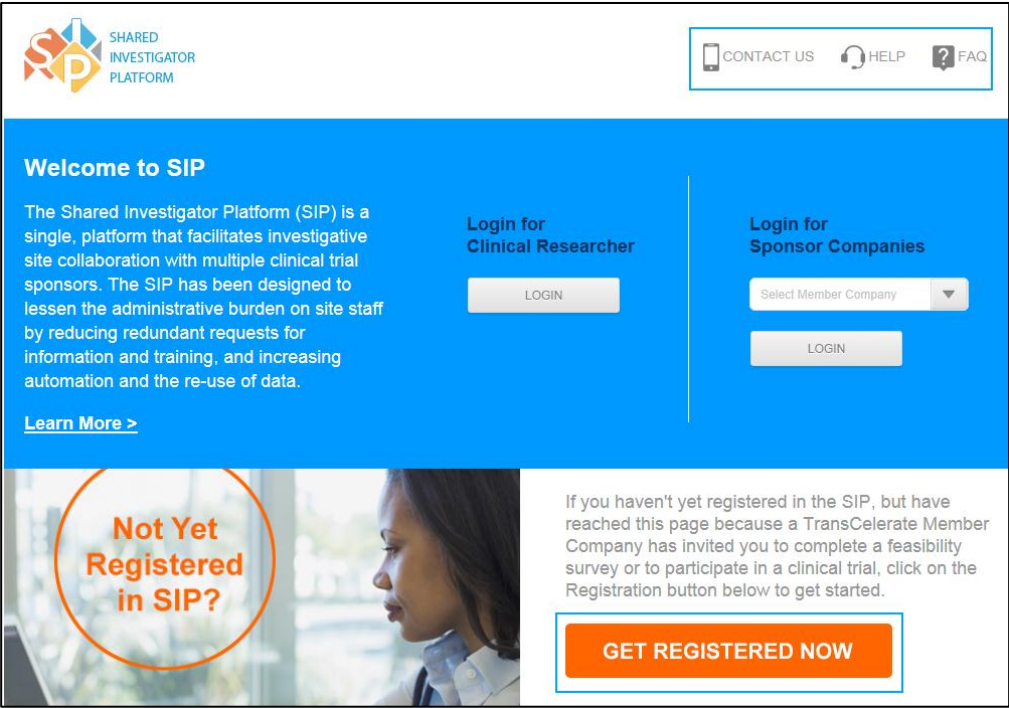 SIP
SHARED
INVESTIGATOR
PLATFORM
CONTACT US
HELP
?
FAQ
Welcome to SIP
The Shared Investigator Platform (SIP) is a
single, platform that facilitates investigative
site collaboration with multiple clinical trial
sponsors. The SIP has been designed to
lessen the administrative burden on site staff
by reducing redundant requests for
information and training, and increasing
automation and the re-use of data.
Learn More >
Login for
Clinical Researcher
LOGIN
Login for
Sponsor Companies
Select Member Company
LOGIN
Not Yet
Registered
in SIP?
If you haven't yet registered in the SIP, but have
reached this page because a TransCelerate Member
Company has invited you to complete a feasibility
survey or to participate in a clinical trial, click on the
Registration button below to get started.
GET REGISTERED NOW